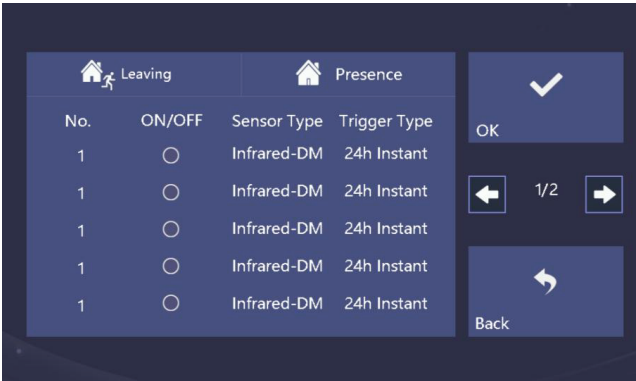 Leaving Presence
No. ON/OFF Sensor Type Trigger Type
1 Infrared-DM 24h Instant
1 Infrared-DM 24h Instant
1 Infrared-DM 24h Instant
1 Infrared-DM 24h Instant
1 Infrared-DM 24h Instant
OK
1/2
Back